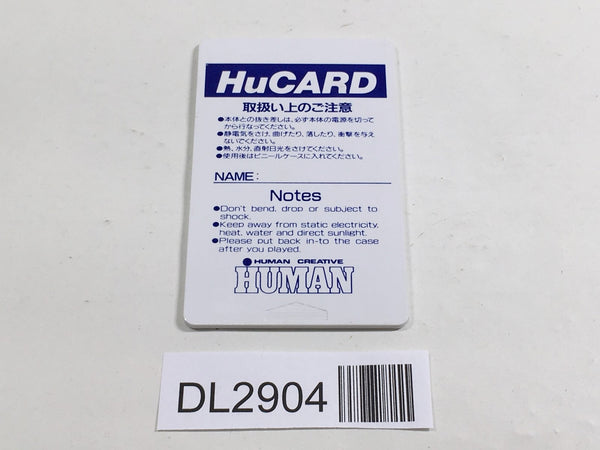 HuCARD
取扱い上のご注意
●本体との抜き差しは、必ず本体の電源を切って
から行なってください。
●静電気をさけ、曲げたり、落したり、衝撃を与え
ないでください。
●熱、水分、直射日光をさけてください。
●使用後はビニールケースに入れてください。
NAME:
Notes
●Don't bend, drop or subject to
shock.
●Keep away from static electricity,
heat, water and direct sunlight.
●Please put back in-to the case
after you played.
HUMAN CREATIVE
HUMAN
DL2904